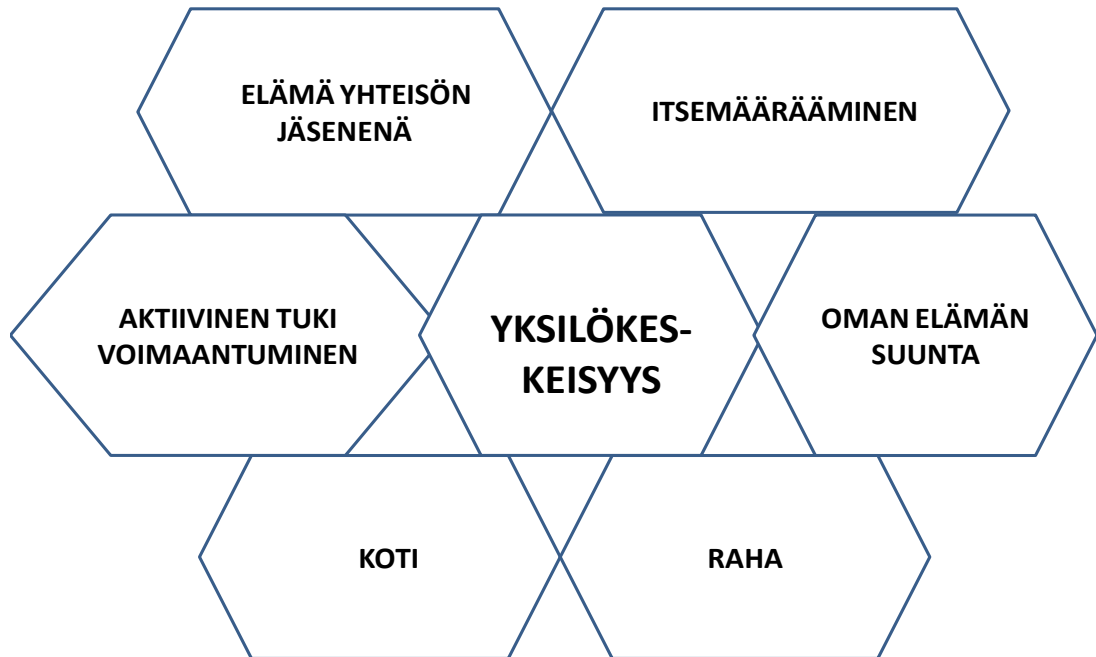 ELÄMÄ YHTEISÖN
JÄSENENÄ
ITSEMÄÄRÄÄMINEN
AKTIIVINEN TUKI
VOIMAANTUMINEN
YKSILÖKES-
KEISYYS
OMAN ELÄMÄN
SUUNTA
KOTI
RAHA